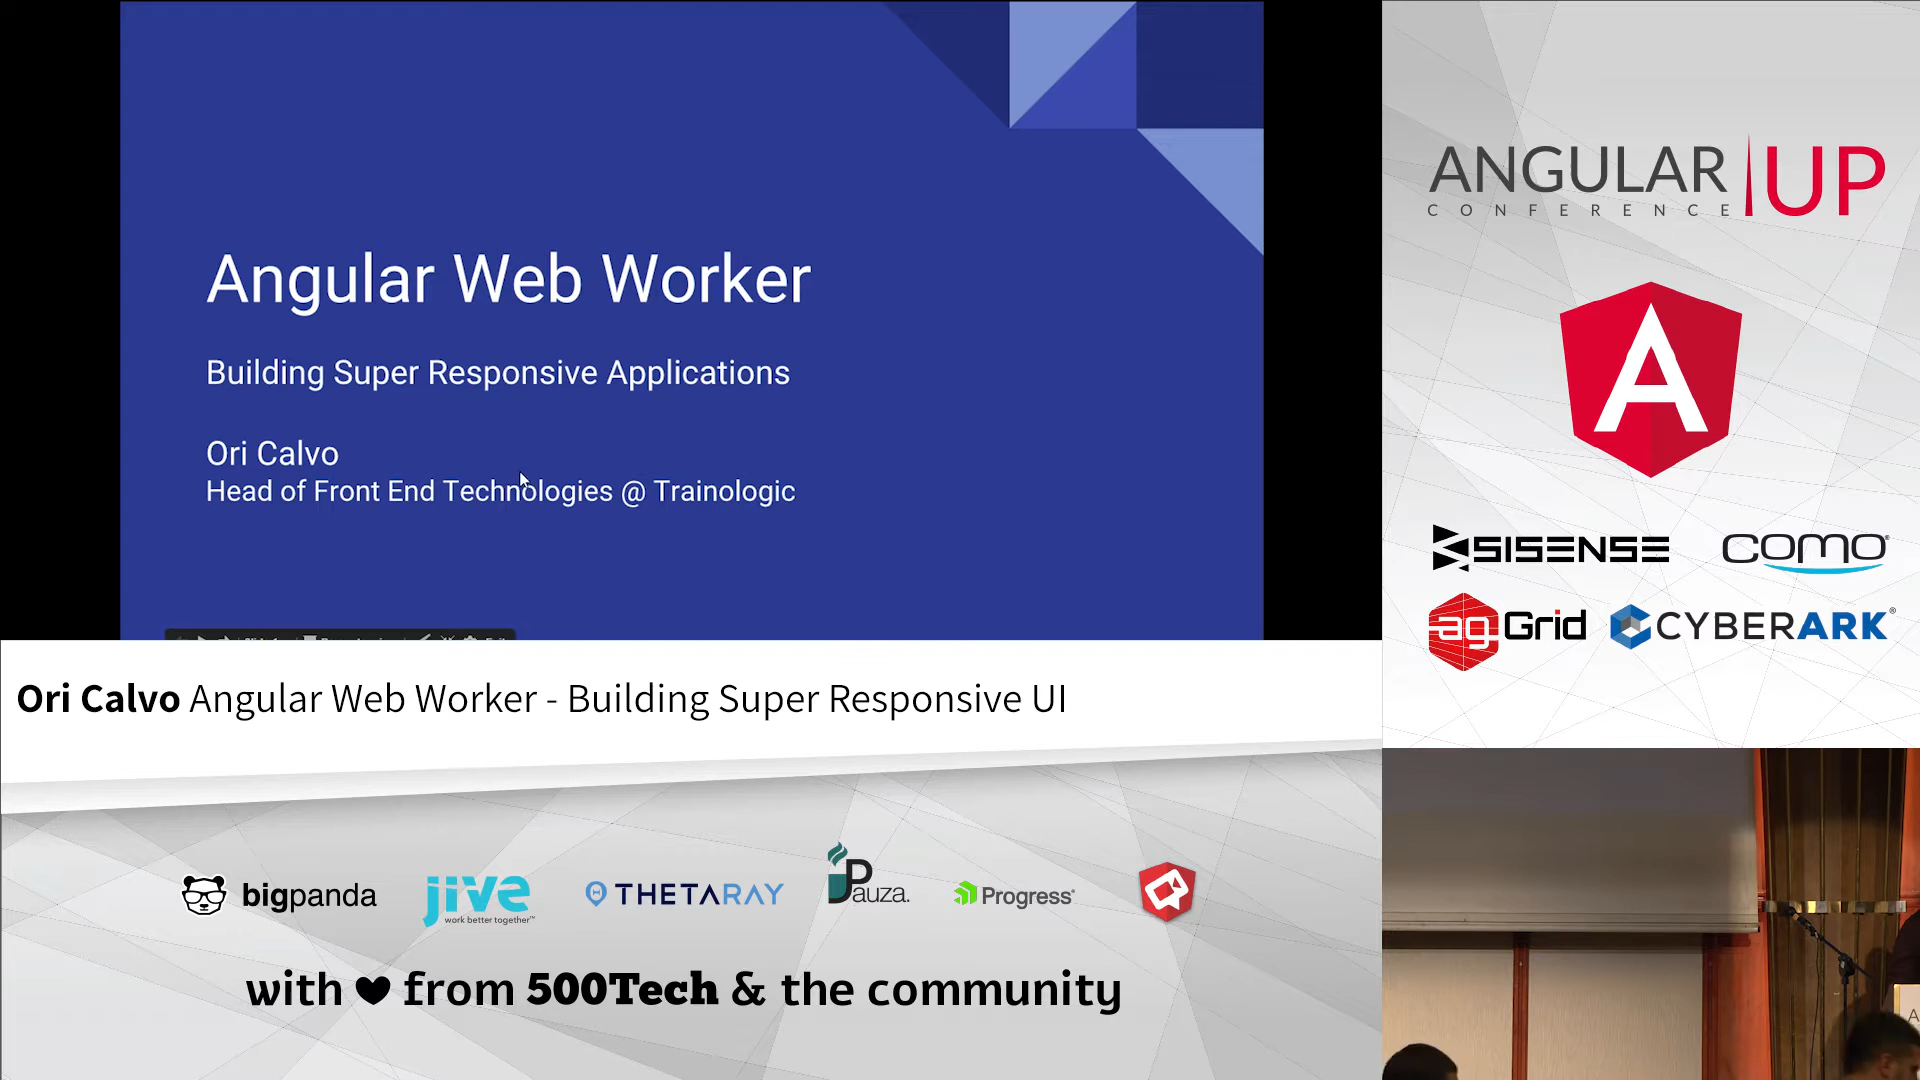 Angular Web Worker
Building Super Responsive Applications
Ori Calvo
Head of Front End Technologies @ Trainologic
Ori Calvo Angular Web Worker - Building Super Responsive UI
bigpanda
jive
work better together™
THETARAY
Pauza.
Progress®
with ♥ from 500Tech & the community
ANGULAR UP
CONFERENCE
A
SISENSE
como®
ag Grid
CYBERARK®